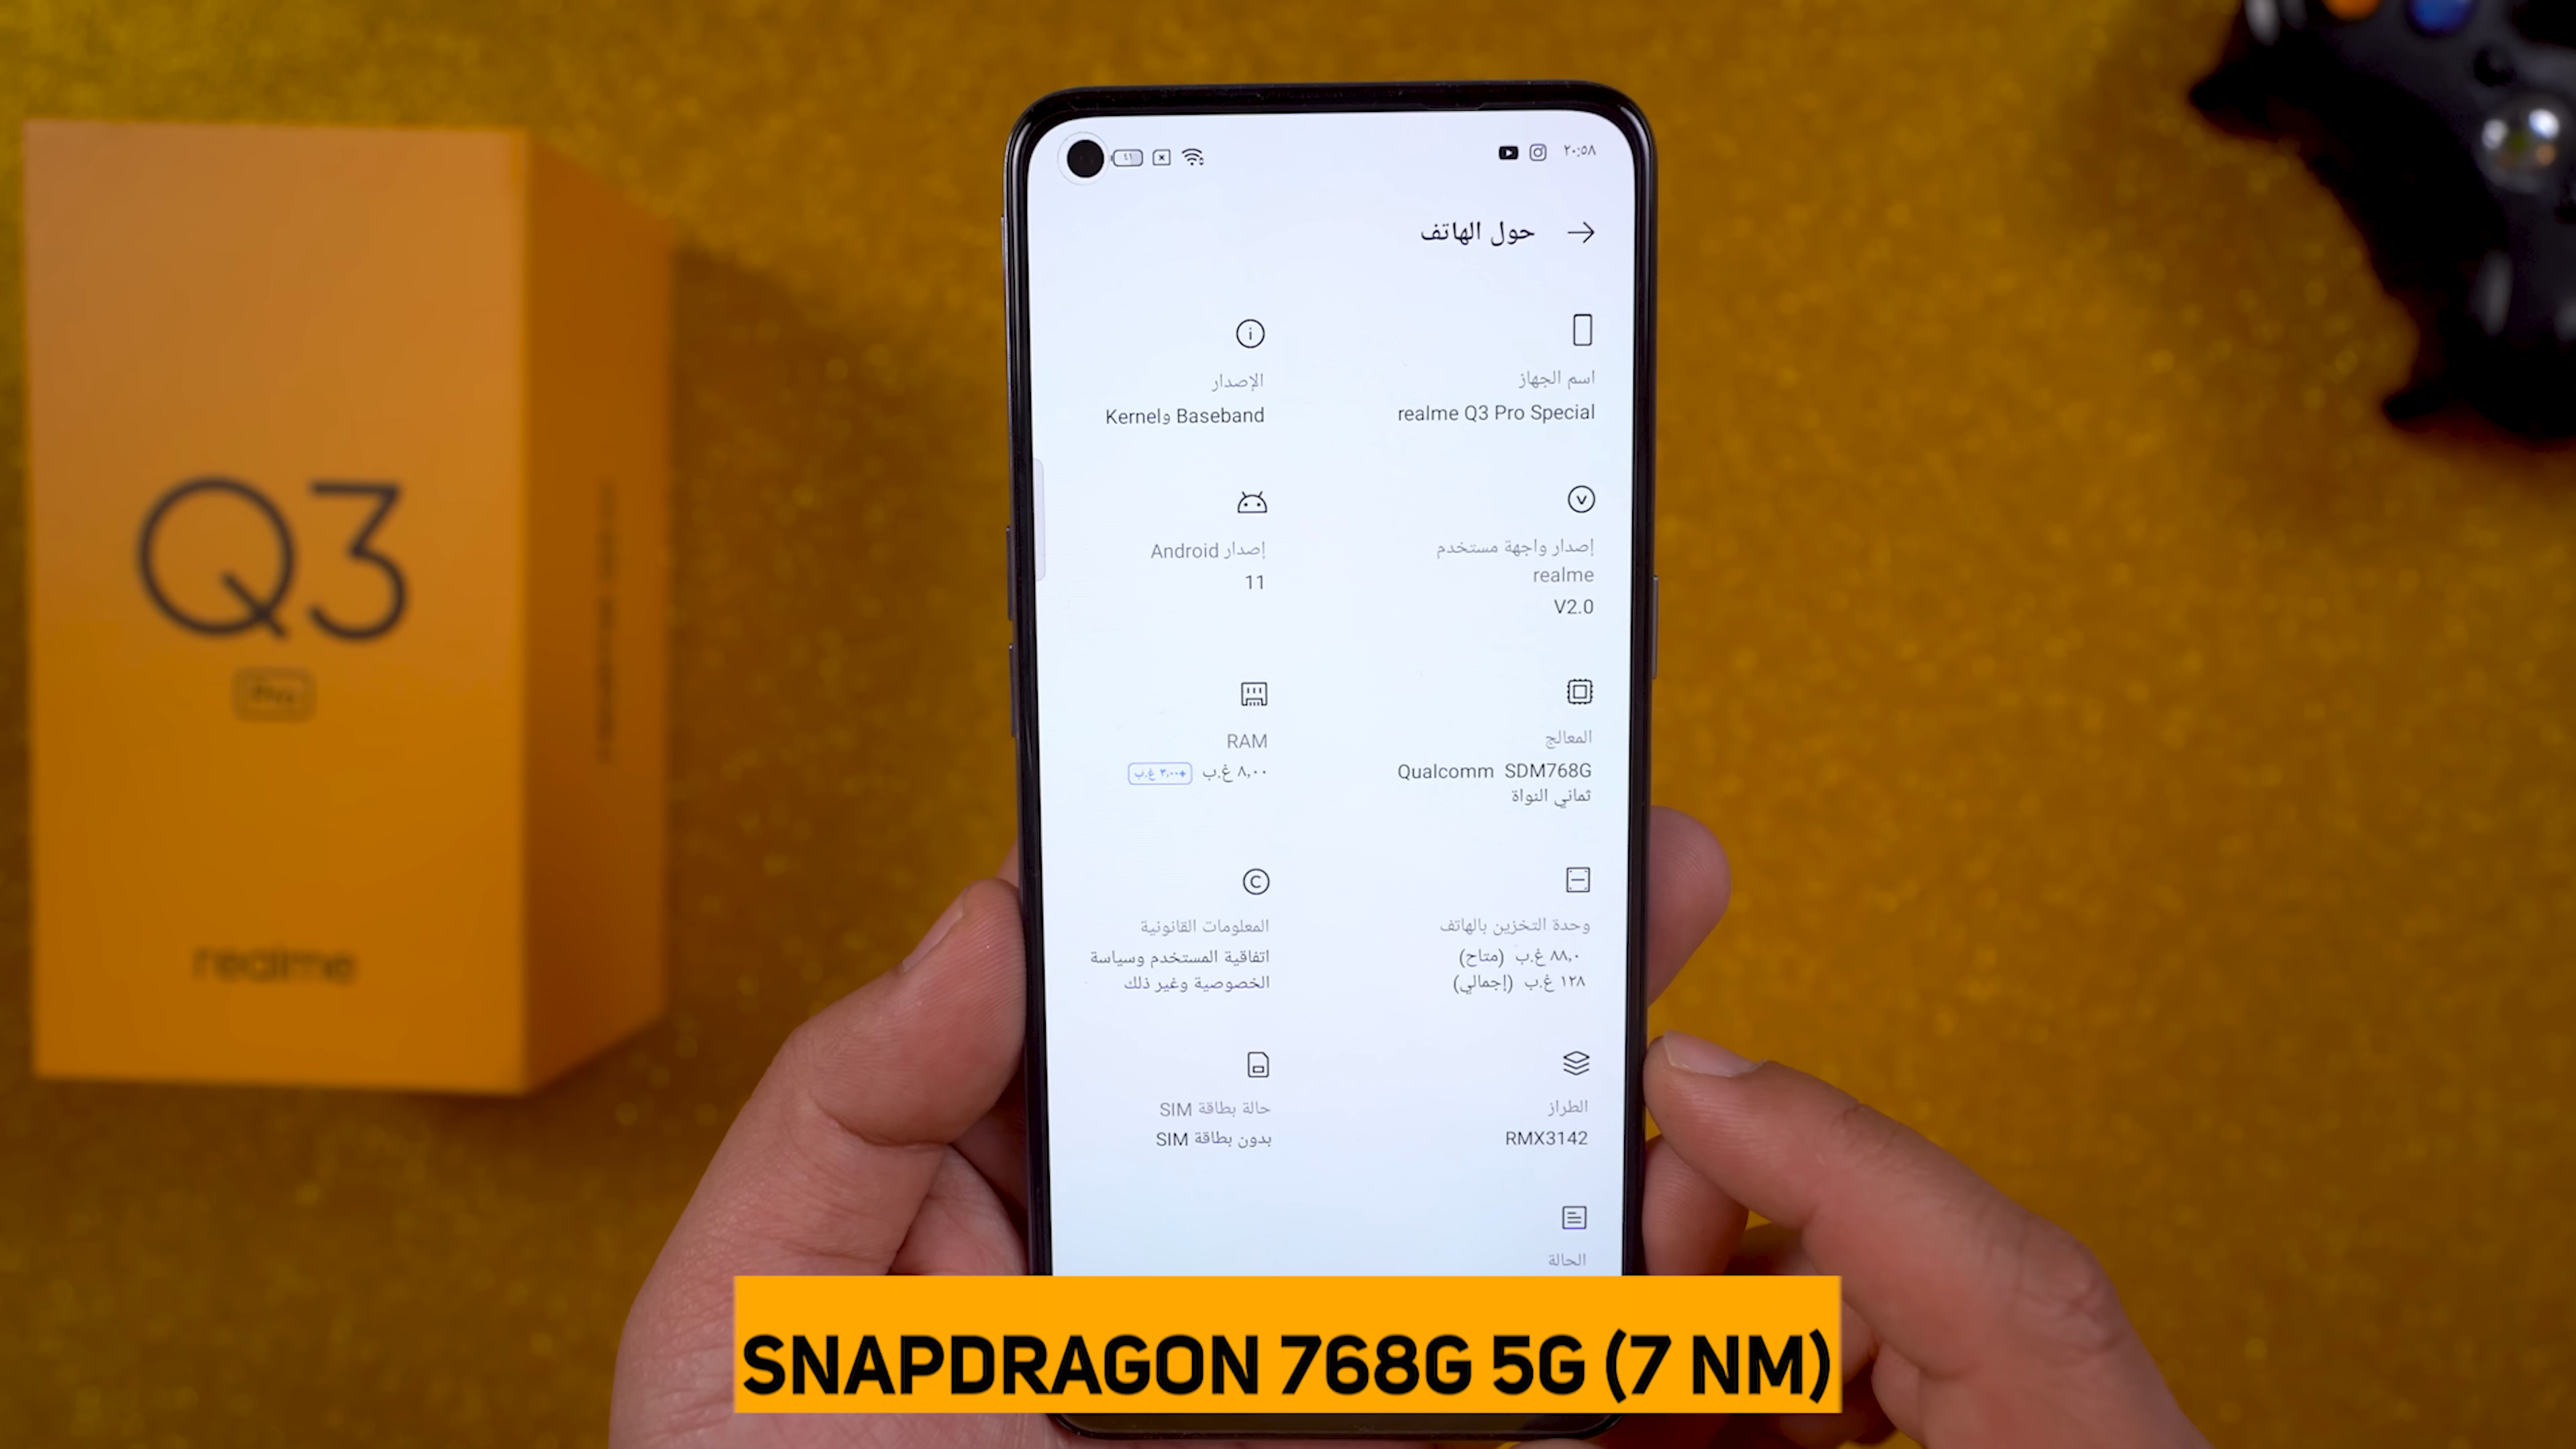 Q3
Pro
realme
٢٠:٥٨
حول الهاتف
اسم الجهاز
realme Q3 Pro Special
الإصدار
Baseband وKernel
إصدار واجهة مستخدم
realme
V2.0
إصدار Android
11
المعالج
Qualcomm SDM768G
ثماني النواة
RAM
٨,٠٠ غ.ب +٣,٠٠ غ.ب
وحدة التخزين بالهاتف
٨٨,٠ غ.ب (متاح)
١٢٨ غ.ب (إجمالي)
المعلومات القانونية
اتفاقية المستخدم وسياسة
الخصوصية وغير ذلك
الطراز
RMX3142
حالة بطاقة SIM
بدون بطاقة SIM
الحالة
SNAPDRAGON 768G 5G (7 NM)